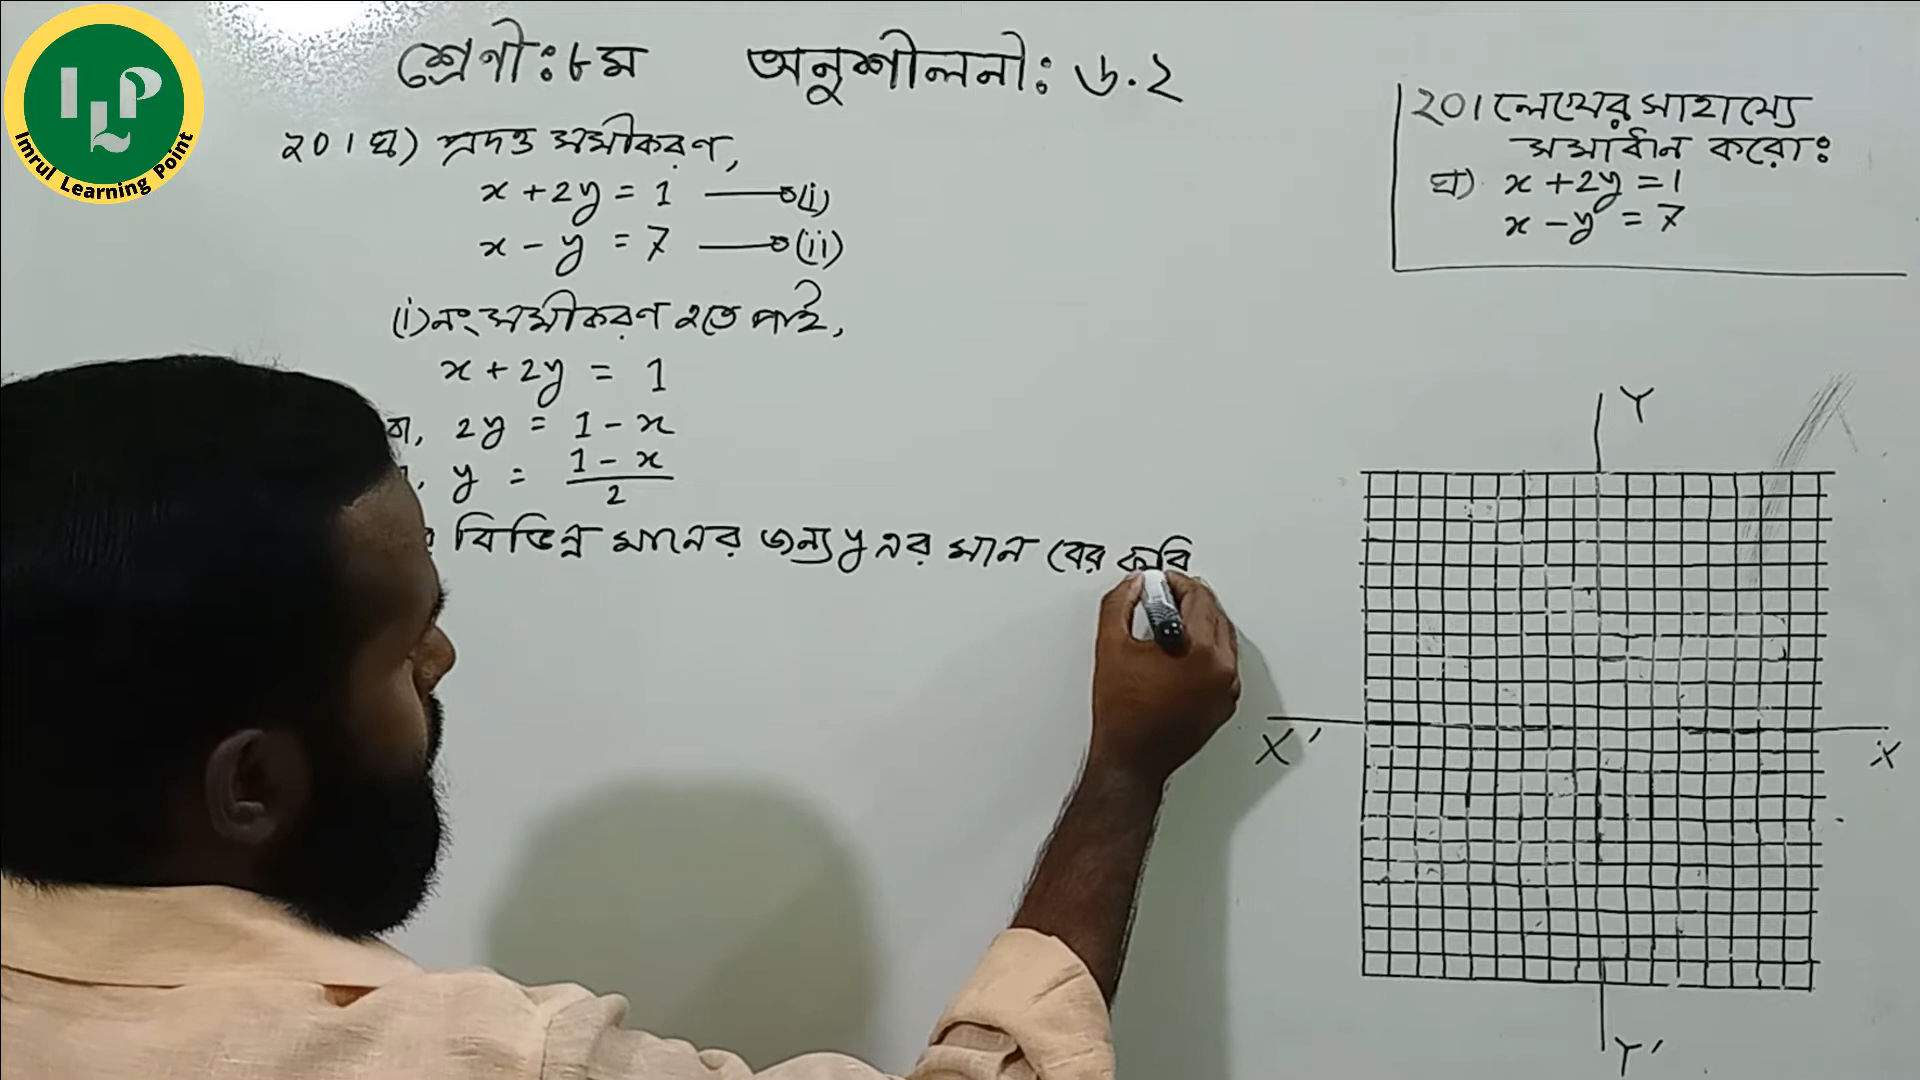 ILP
Imrul Learning Point
শ্রেণী: ৮ম অনুশীলনী: ৬.২
২০। ঘ) প্রদত্ত সমীকরণ,
x + 2y = 1 (i)
x - y = 7 (ii)
(i) নং সমীকরণ হতে পাই,
x + 2y = 1
বা, 2y = 1 - x
, y = (1 - x)/2
র বিভিন্ন মানের জন্য y এর মান বের করি
২০। লেখের সাহায্যে
সমাধান করো:
ঘ) x + 2y = 1
x - y = 7
Y
X'
X
Y'